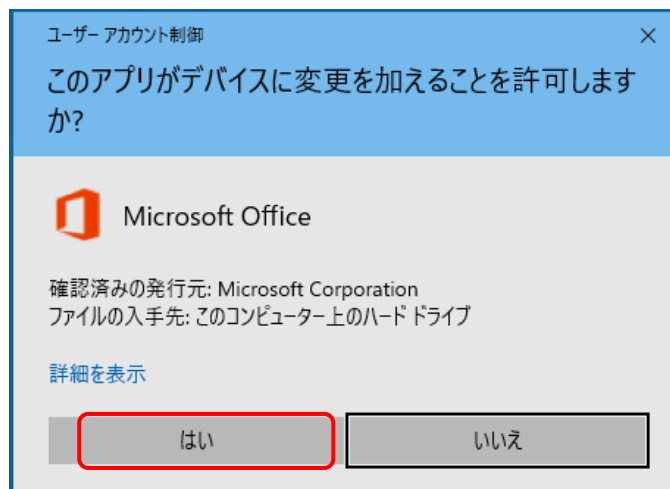 ユーザー アカウント制御
このアプリがデバイスに変更を加えることを許可します
か?
Microsoft Office
確認済みの発行元: Microsoft Corporation
ファイルの入手先: このコンピューター上のハード ドライブ
詳細を表示
はい
いいえ